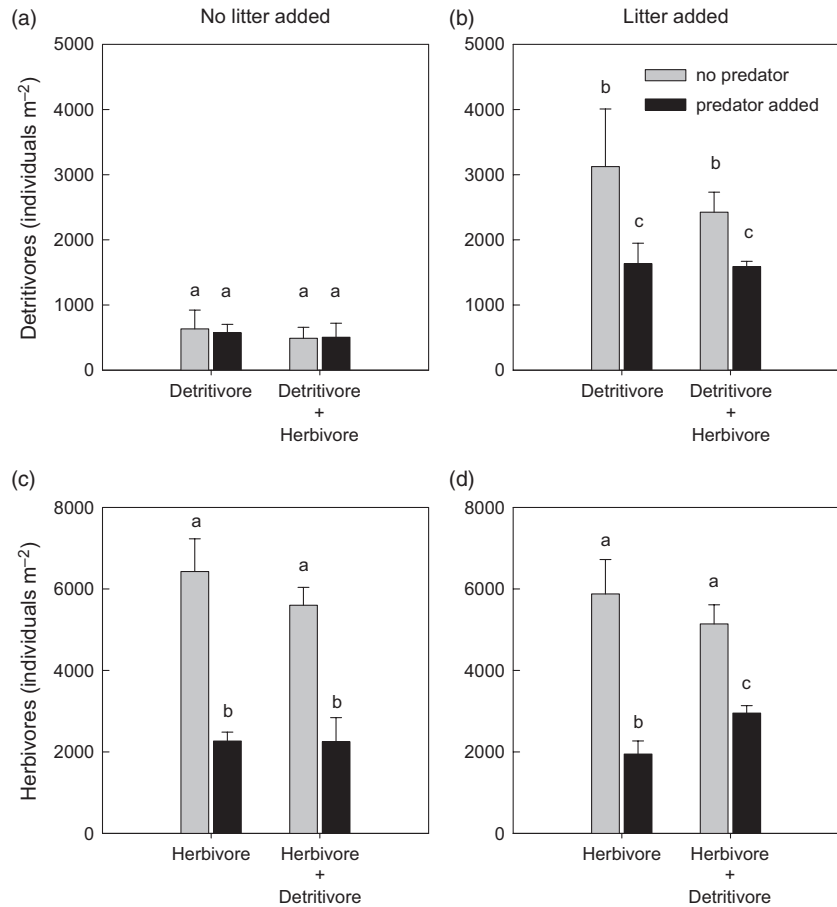 (a) No litter added
5000
4000
3000
2000
1000
0
Detritivores (individuals m⁻²)
a a a a
Detritivore Detritivore
+
Herbivore
(b) Litter added
5000
4000
3000
2000
1000
0
no predator
predator added
b
c
b
c
Detritivore Detritivore
+
Herbivore
(c)
8000
6000
4000
2000
0
Herbivores (individuals m⁻²)
a
b
a
b
Herbivore Herbivore
+
Detritivore
(d)
8000
6000
4000
2000
0
a
b
a
c
Herbivore Herbivore
+
Detritivore